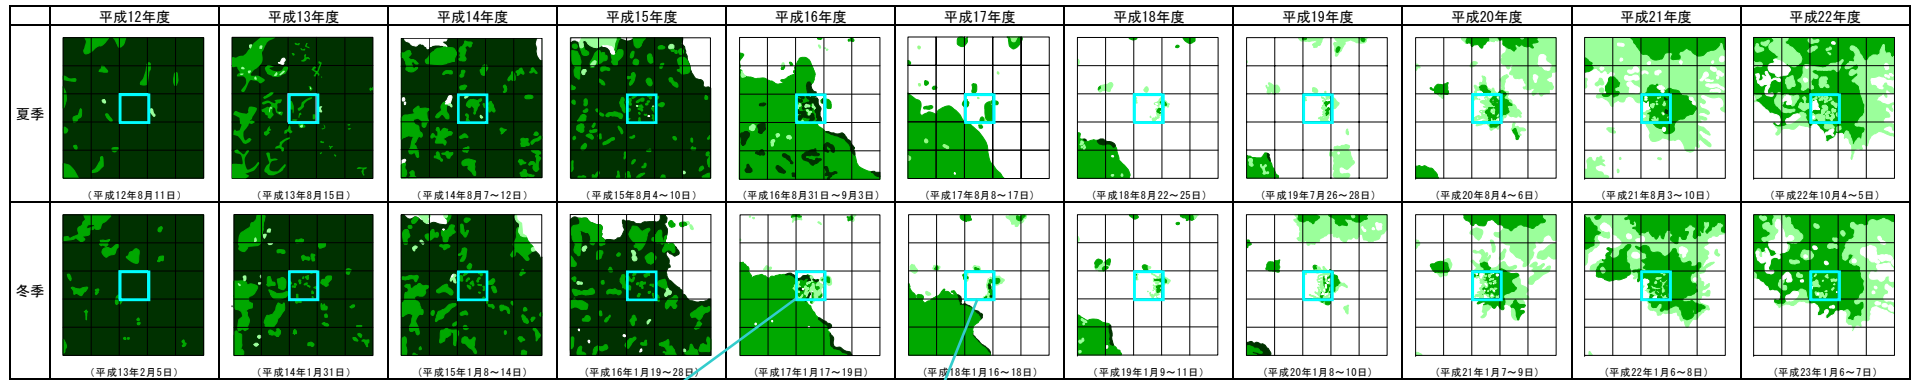 平成12年度 平成13年度 平成14年度 平成15年度 平成16年度 平成17年度 平成18年度 平成19年度 平成20年度 平成21年度 平成22年度
夏季
(平成12年8月11日) (平成13年8月15日) (平成14年8月7～12日) (平成15年8月4～10日) (平成16年8月31日～9月3日) (平成17年8月8～17日) (平成18年8月22～25日) (平成19年7月26～28日) (平成20年8月4～6日) (平成21年8月3～10日) (平成22年10月4～5日)
冬季
(平成13年2月5日) (平成14年1月31日) (平成15年1月8～14日) (平成16年1月19～28日) (平成17年1月17～19日) (平成18年1月16～18日) (平成19年1月9～11日) (平成20年1月8～10日) (平成21年1月7～9日) (平成22年1月6～8日) (平成23年1月6～7日)